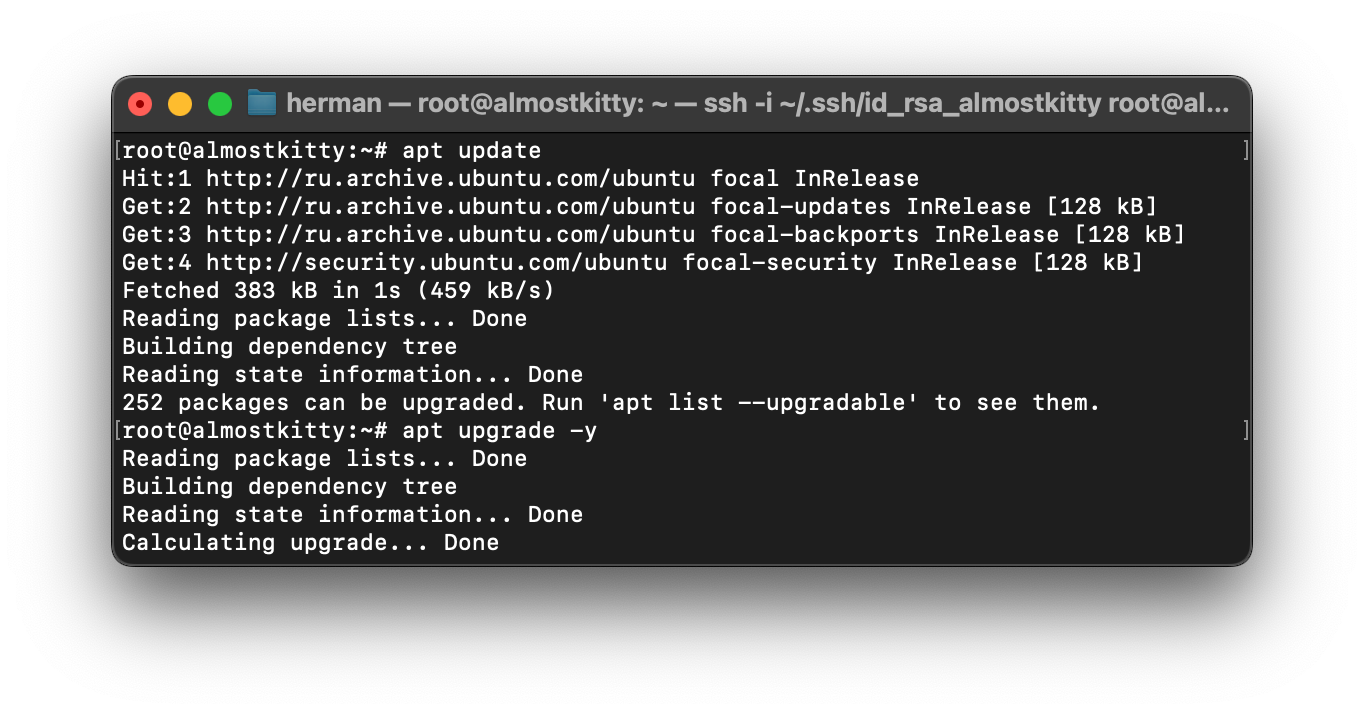 herman — root@almostkitty: ~ — ssh -i ~/.ssh/id_rsa_almostkitty root@al...
[root@almostkitty:~# apt update ]
Hit:1 http://ru.archive.ubuntu.com/ubuntu focal InRelease
Get:2 http://ru.archive.ubuntu.com/ubuntu focal-updates InRelease [128 kB]
Get:3 http://ru.archive.ubuntu.com/ubuntu focal-backports InRelease [128 kB]
Get:4 http://security.ubuntu.com/ubuntu focal-security InRelease [128 kB]
Fetched 383 kB in 1s (459 kB/s)
Reading package lists... Done
Building dependency tree
Reading state information... Done
252 packages can be upgraded. Run 'apt list --upgradable' to see them.
[root@almostkitty:~# apt upgrade -y ]
Reading package lists... Done
Building dependency tree
Reading state information... Done
Calculating upgrade... Done